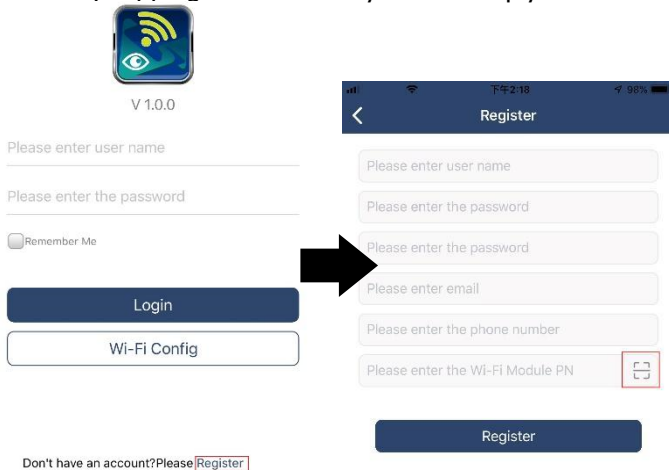 V 1.0.0
Please enter user name
Please enter the password
Remember Me
Login
Wi-Fi Config
Don't have an account?Please Register
下午2:18
98%
Register
Please enter user name
Please enter the password
Please enter the password
Please enter email
Please enter the phone number
Please enter the Wi-Fi Module PN
Register